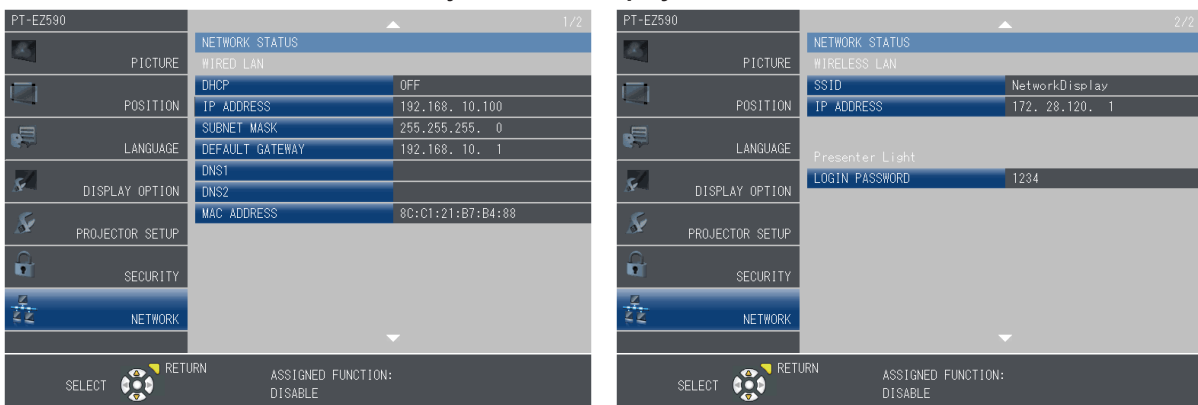 PT-EZ590
1/2
NETWORK STATUS
PICTURE
WIRED LAN
DHCP OFF
POSITION
IP ADDRESS 192.168. 10.100
SUBNET MASK 255.255.255. 0
LANGUAGE
DEFAULT GATEWAY 192.168. 10. 1
DNS1
DISPLAY OPTION
DNS2
MAC ADDRESS 8C:C1:21:B7:B4:88
PROJECTOR SETUP
SECURITY
NETWORK
SELECT
RETURN
ASSIGNED FUNCTION:
DISABLE
PT-EZ590
2/2
NETWORK STATUS
PICTURE
WIRELESS LAN
SSID NetworkDisplay
POSITION
IP ADDRESS 172. 28.120. 1
LANGUAGE
Presenter Light
DISPLAY OPTION
LOGIN PASSWORD 1234
PROJECTOR SETUP
SECURITY
NETWORK
SELECT
RETURN
ASSIGNED FUNCTION:
DISABLE